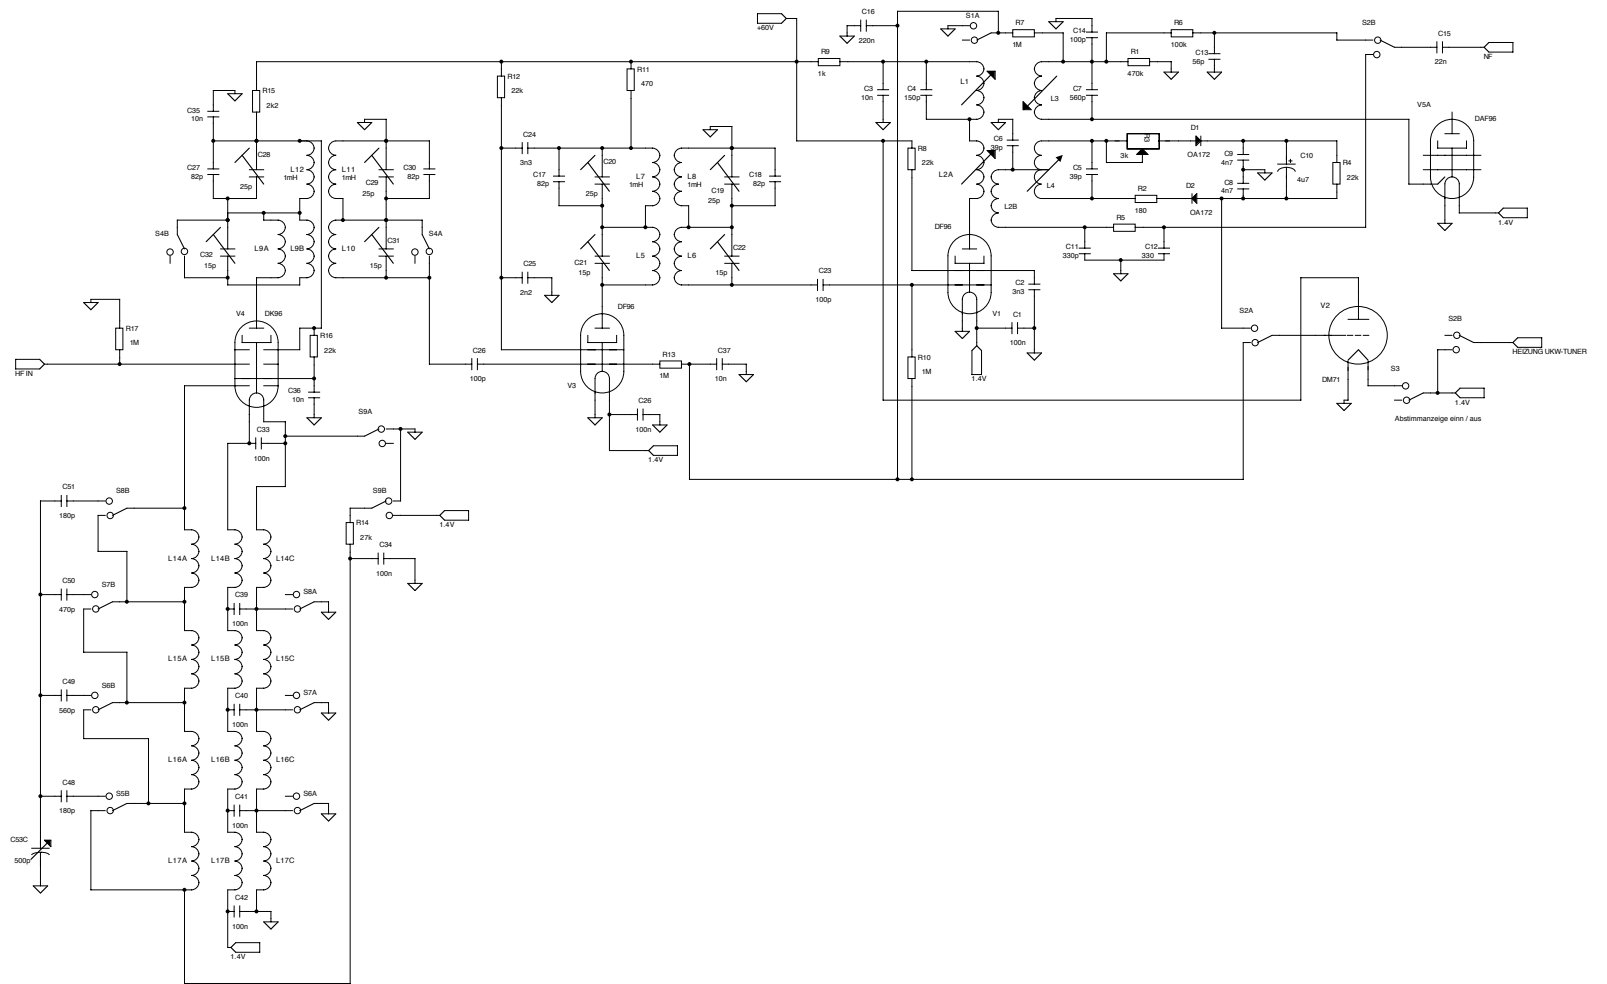 +60V
C16
220n
S1A
R7
1M
C14
100p
R6
100k
S2B
C15
22n
NF
C13
56p
R9
1k
R1
470k
R12
22k
R11
470
R15
2k2
C35
10n
C3
10n
C4
150p
L1
L3
C7
560p
V5A
DAF96
C28
25p
C27
82p
L12
1mH
L11
1mH
C29
25p
C30
82p
C24
3n3
C17
82p
C20
25p
L7
1mH
L8
1mH
C19
25p
C18
82p
R8
22k
C6
39p
L2A
L2B
L4
C5
39p
R3
3k
D1
OA172
C9
4n7
C8
4n7
C10
+
4u7
R4
22k
R2
180
D2
OA172
1.4V
S4B
C32
15p
L9A
L9B
L10
C31
15p
S4A
C21
15p
L5
L6
C22
15p
C25
2n2
C23
100p
DF96
R5
C11
330p
C12
330
C2
3n3
V1
C1
100n
1.4V
HF IN
R17
1M
V4
DK96
R16
22k
C36
10n
C26
100p
DF96
V3
R13
1M
C37
10n
C26
100n
1.4V
R10
1M
S2A
V2
DM71
S3
S2B
HEIZUNG UKW-TUNER
1.4V
Abstimmanzeige einn / aus
C33
100n
S9A
S9B
1.4V
R14
27k
C34
100n
C51
180p
S8B
L14A
L14B
L14C
C50
470p
S7B
C39
100n
S8A
L15A
L15B
L15C
C49
560p
S6B
C40
100n
S7A
L16A
L16B
L16C
C48
180p
S5B
C41
100n
S6A
C53C
500p
L17A
L17B
L17C
C42
100n
1.4V